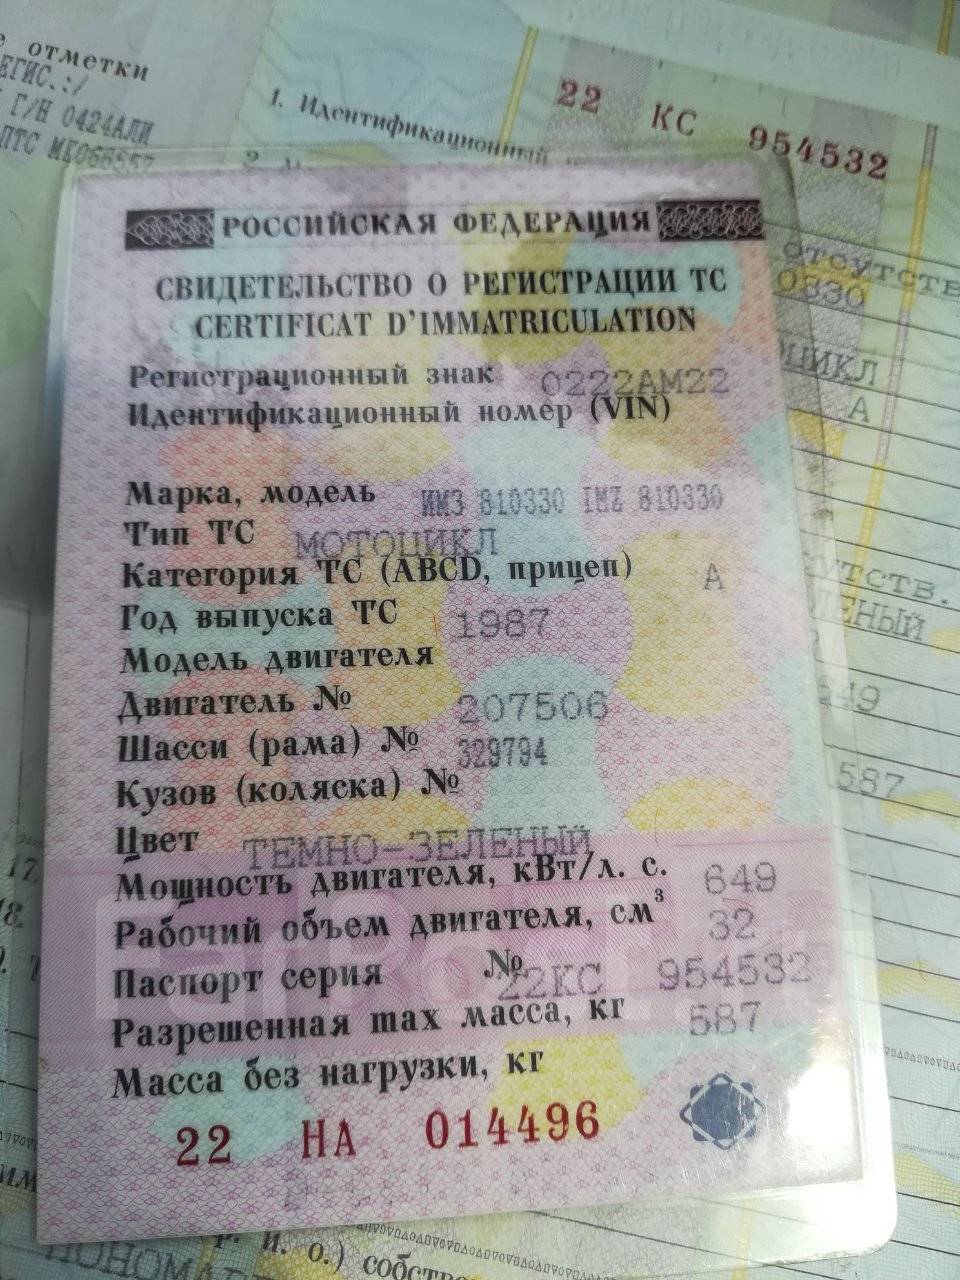 отметки
Г/Н 0424АЛИ
1. Идентификационный
22 КС 954532
РОССИЙСКАЯ ФЕДЕРАЦИЯ
СВИДЕТЕЛЬСТВО О РЕГИСТРАЦИИ ТС
CERTIFICAT D'IMMATRICULATION
Регистрационный знак 0222АМ22
Идентификационный номер (VIN)
Марка, модель ИМЗ 810330 IMZ 810330
Тип ТС МОТОЦИКЛ
Категория ТС (ABCD, прицеп) А
Год выпуска ТС 1987
Модель двигателя
Двигатель № 207506
Шасси (рама) № 329794
Кузов (коляска) №
Цвет ТЕМНО-ЗЕЛЕНЫЙ
Мощность двигателя, кВт/л. с. 649
Рабочий объем двигателя, см³ 32
Паспорт серия № 22КС 954532
Разрешенная max масса, кг 587
Масса без нагрузки, кг
22 НА 014496
А
587
17.
18.
и. о.)